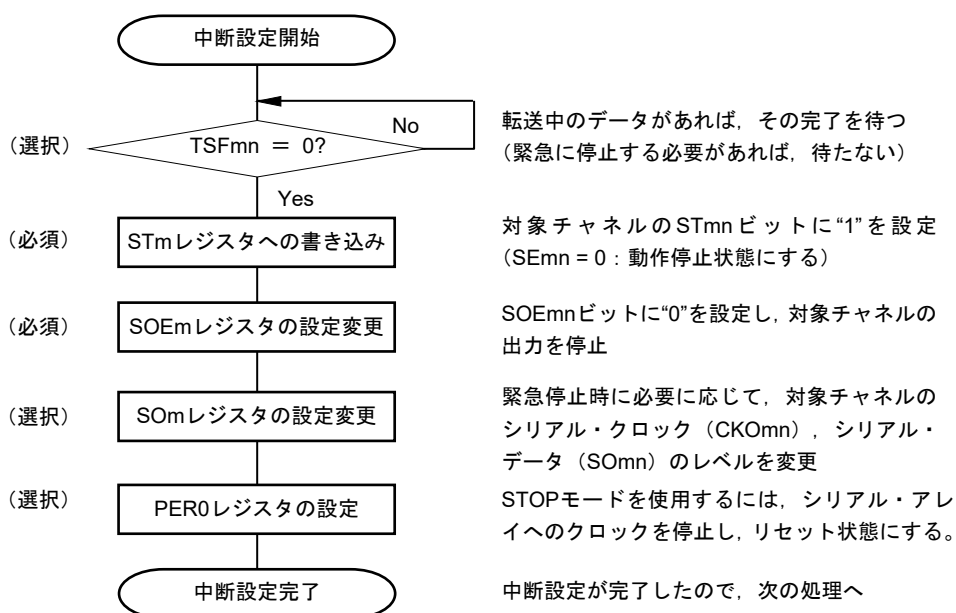 中断設定開始
No
(選択)
TSFmn = 0?
転送中のデータがあれば,その完了を待つ
(緊急に停止する必要があれば,待たない)
Yes
(必須)
STmレジスタへの書き込み
対象チャネルのSTmnビットに“1”を設定
(SEmn = 0:動作停止状態にする)
(必須)
SOEmレジスタの設定変更
SOEmnビットに“0”を設定し,対象チャネルの
出力を停止
(選択)
SOmレジスタの設定変更
緊急停止時に必要に応じて,対象チャネルの
シリアル・クロック(CKOmn),シリアル・
データ(SOmn)のレベルを変更
(選択)
PER0レジスタの設定
STOPモードを使用するには,シリアル・アレ
イへのクロックを停止し,リセット状態にする。
中断設定完了
中断設定が完了したので,次の処理へ